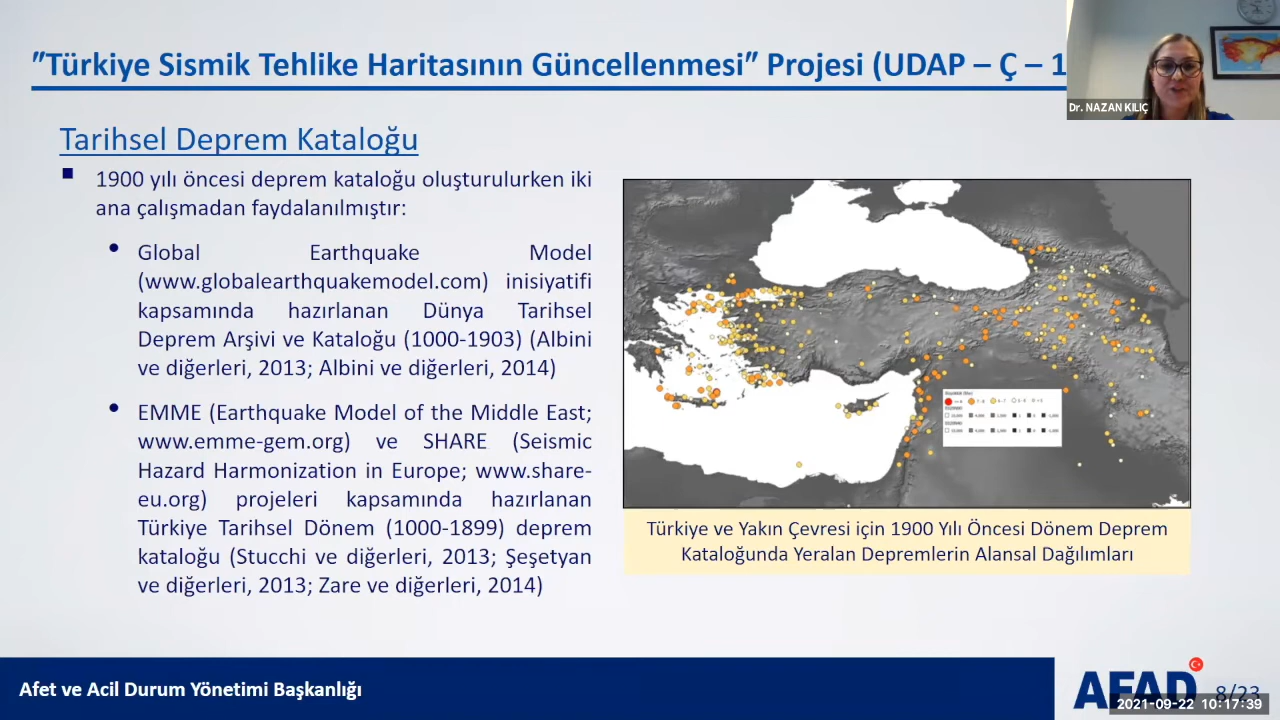 "Türkiye Sismik Tehlike Haritasının Güncellenmesi" Projesi (UDAP – Ç – 1
Dr. NAZAN KILIÇ
Tarihsel Deprem Kataloğu
1900 yılı öncesi deprem kataloğu oluşturulurken iki
ana çalışmadan faydalanılmıştır:
Global Earthquake Model
(www.globalearthquakemodel.com) inisiyatifi
kapsamında hazırlanan Dünya Tarihsel
Deprem Arşivi ve Kataloğu (1000-1903) (Albini
ve diğerleri, 2013; Albini ve diğerleri, 2014)
EMME (Earthquake Model of the Middle East;
www.emme-gem.org) ve SHARE (Seismic
Hazard Harmonization in Europe; www.share-
eu.org) projeleri kapsamında hazırlanan
Türkiye Tarihsel Dönem (1000-1899) deprem
kataloğu (Stucchi ve diğerleri, 2013; Şeşetyan
ve diğerleri, 2013; Zare ve diğerleri, 2014)
Türkiye ve Yakın Çevresi için 1900 Yılı Öncesi Dönem Deprem
Kataloğunda Yeralan Depremlerin Alansal Dağılımları
Afet ve Acil Durum Yönetimi Başkanlığı
AFAD
8/23
2021-09-22 10:17:39